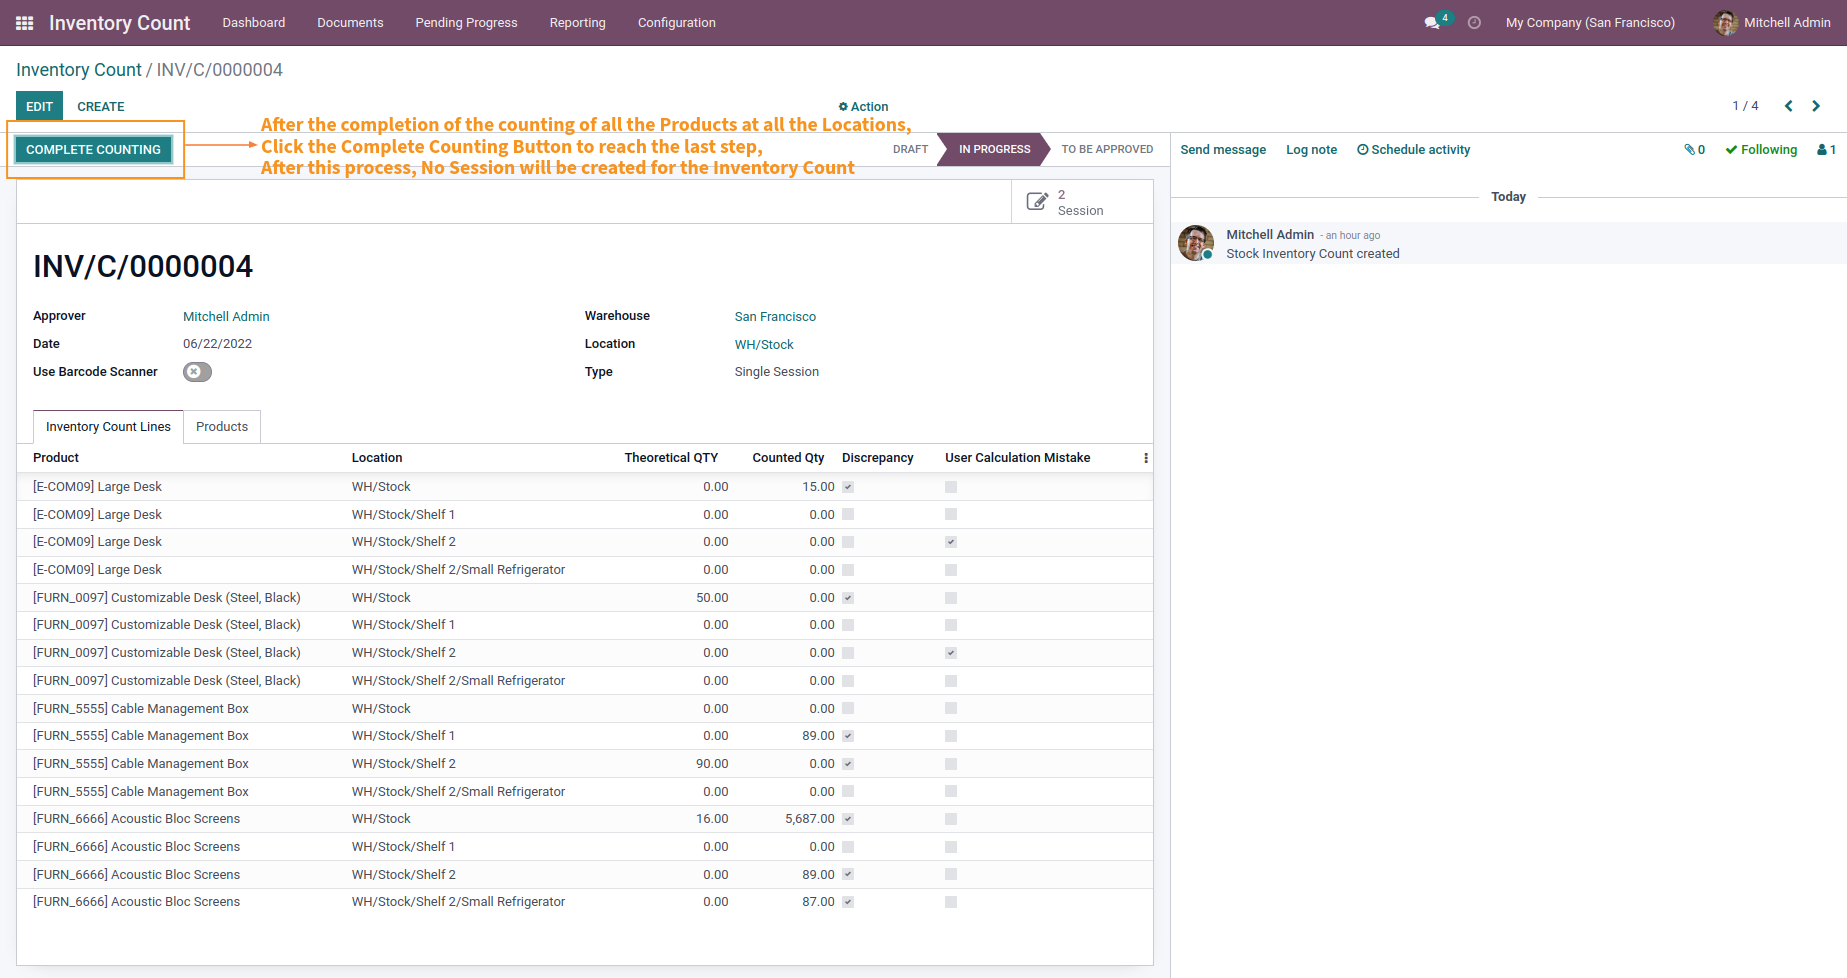 Inventory Count Dashboard Documents Pending Progress Reporting Configuration 4 My Company (San Francisco) Mitchell Admin
Inventory Count / INV/C/0000004
EDIT CREATE Action 1 / 4
After the completion of the counting of all the Products at all the Locations,
Click the Complete Counting Button to reach the last step,
After this process, No Session will be created for the Inventory Count
COMPLETE COUNTING DRAFT IN PROGRESS TO BE APPROVED Send message Log note Schedule activity 0 Following 1
2
Session
Today
Mitchell Admin - an hour ago
Stock Inventory Count created
INV/C/0000004
Approver Mitchell Admin Warehouse San Francisco
Date 06/22/2022 Location WH/Stock
Use Barcode Scanner Type Single Session
Inventory Count Lines Products
Product Location Theoretical QTY Counted Qty Discrepancy User Calculation Mistake
[E-COM09] Large Desk WH/Stock 0.00 15.00
[E-COM09] Large Desk WH/Stock/Shelf 1 0.00 0.00
[E-COM09] Large Desk WH/Stock/Shelf 2 0.00 0.00
[E-COM09] Large Desk WH/Stock/Shelf 2/Small Refrigerator 0.00 0.00
[FURN_0097] Customizable Desk (Steel, Black) WH/Stock 50.00 0.00
[FURN_0097] Customizable Desk (Steel, Black) WH/Stock/Shelf 1 0.00 0.00
[FURN_0097] Customizable Desk (Steel, Black) WH/Stock/Shelf 2 0.00 0.00
[FURN_0097] Customizable Desk (Steel, Black) WH/Stock/Shelf 2/Small Refrigerator 0.00 0.00
[FURN_5555] Cable Management Box WH/Stock 0.00 0.00
[FURN_5555] Cable Management Box WH/Stock/Shelf 1 0.00 89.00
[FURN_5555] Cable Management Box WH/Stock/Shelf 2 90.00 0.00
[FURN_5555] Cable Management Box WH/Stock/Shelf 2/Small Refrigerator 0.00 0.00
[FURN_6666] Acoustic Bloc Screens WH/Stock 16.00 5,687.00
[FURN_6666] Acoustic Bloc Screens WH/Stock/Shelf 1 0.00 0.00
[FURN_6666] Acoustic Bloc Screens WH/Stock/Shelf 2 0.00 89.00
[FURN_6666] Acoustic Bloc Screens WH/Stock/Shelf 2/Small Refrigerator 0.00 87.00